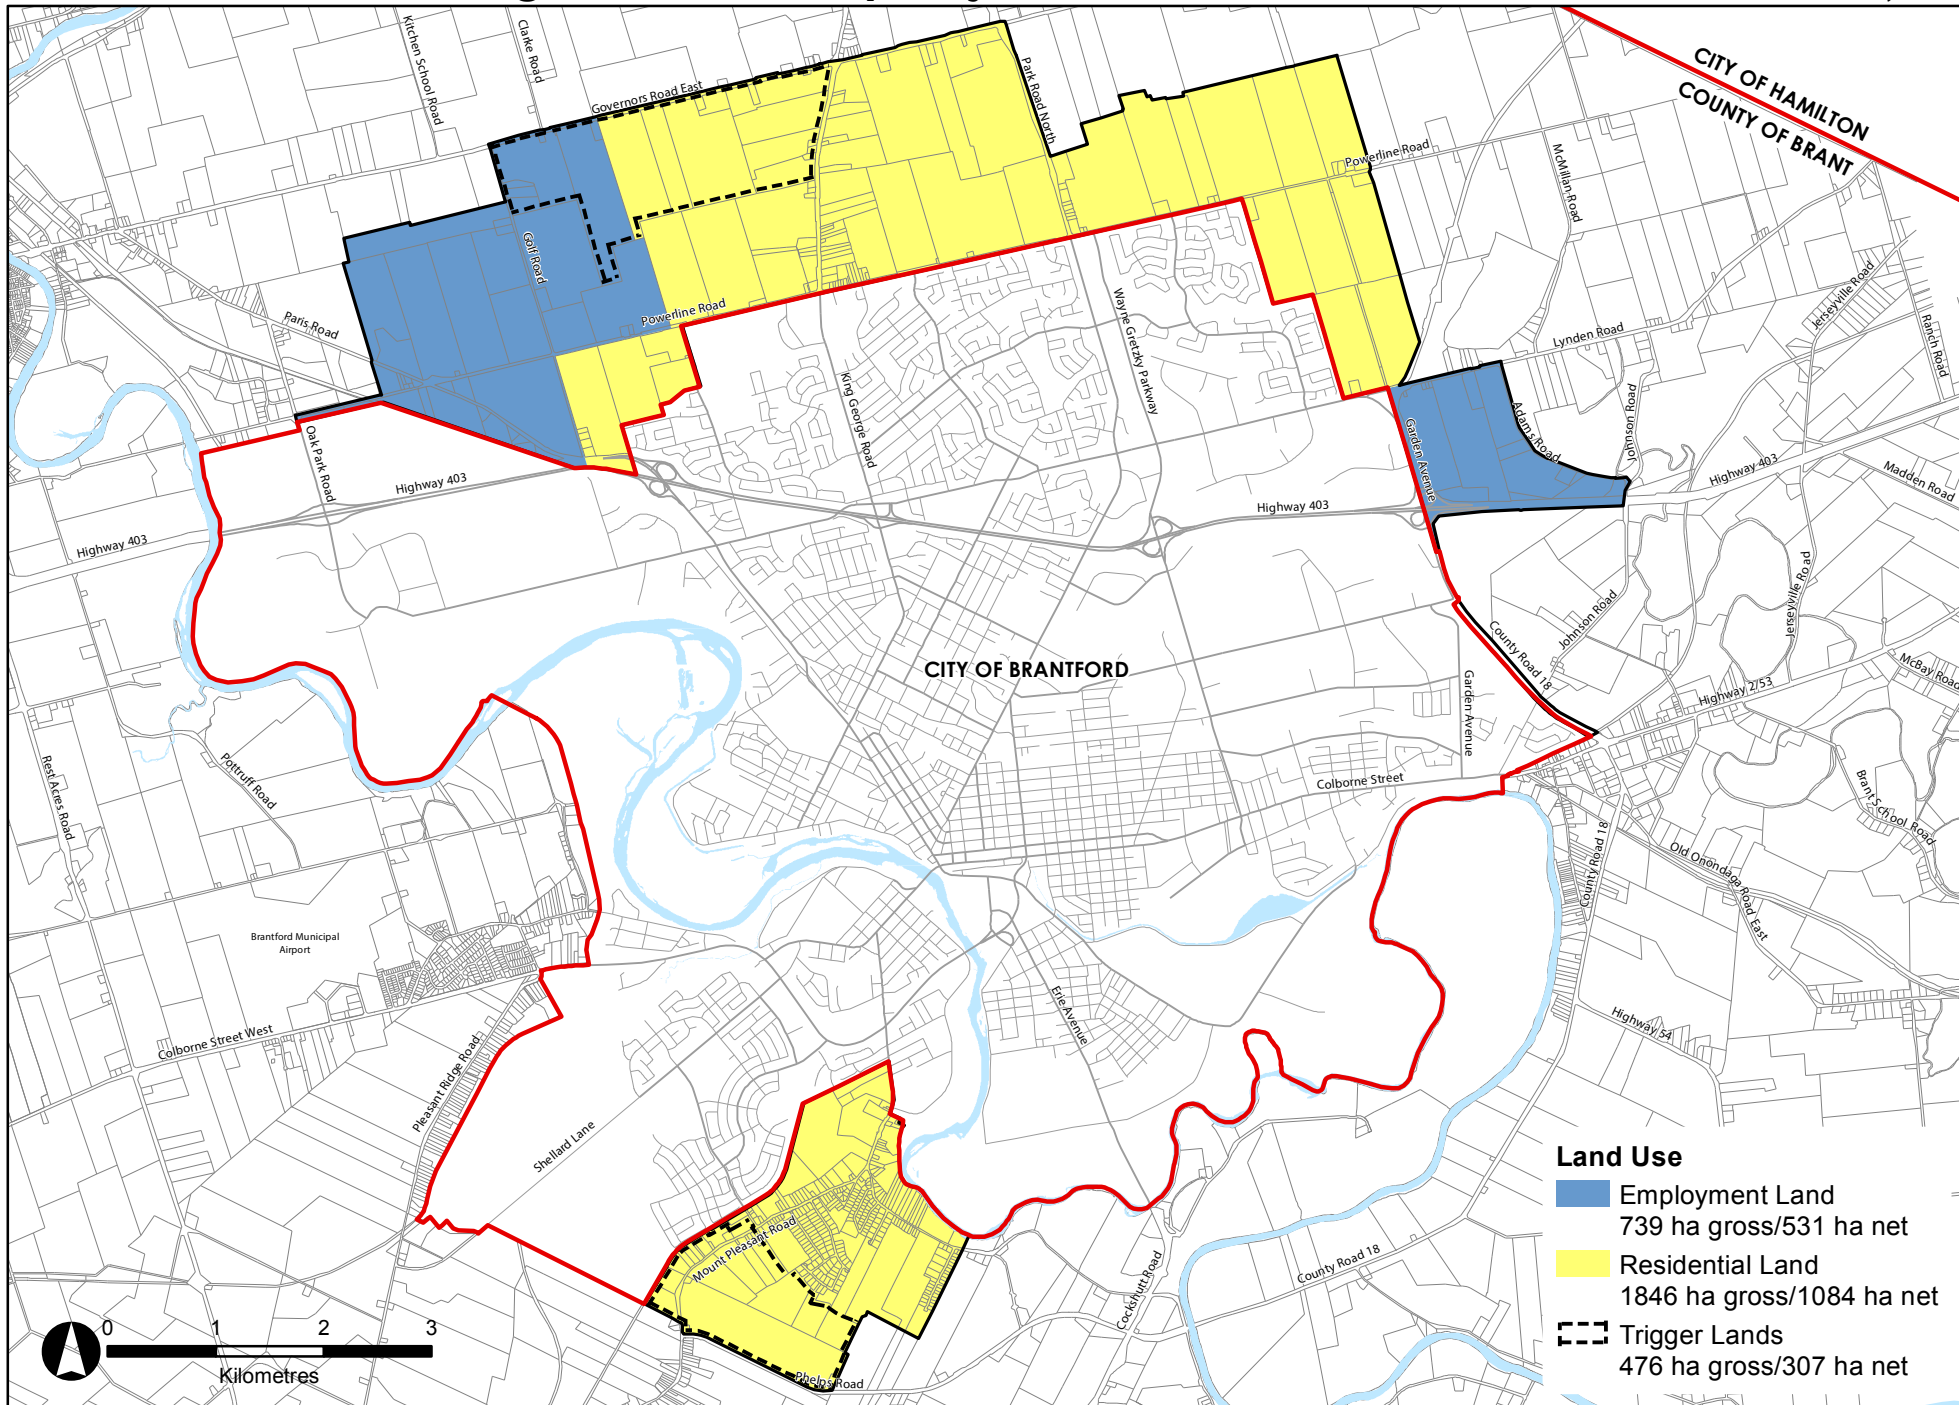 Kitchen School Road
Clarke Road
Governors Road East
Park Road North
CITY OF HAMILTON
COUNTY OF BRANT
Powerline Road
McMillan Road
Golf Road
Jerseyville Road
Ranch Road
Paris Road
Powerline Road
Wayne Gretzky Parkway
Lynden Road
King George Road
Johnson Road
Adams Road
Garden Avenue
Oak Park Road
Highway 403
Highway 403
Highway 403
Highway 403
Madden Road
Jerseyville Road
Johnson Road
County Road 18
CITY OF BRANTFORD
McBay Road
Highway 2/53
Garden Avenue
Rest Acres Road
Pottruff Road
Colborne Street
Brant School Road
County Road 18
Old Onondaga Road East
Brantford Municipal
Airport
Erie Avenue
Highway 54
Colborne Street West
Pleasant Ridge Road
Shellard Lane
Mount Pleasant Road
Cockshutt Road
County Road 18
Phelps Road
0 1 2 3
Kilometres
Land Use
Employment Land
739 ha gross/531 ha net
Residential Land
1846 ha gross/1084 ha net
Trigger Lands
476 ha gross/307 ha net